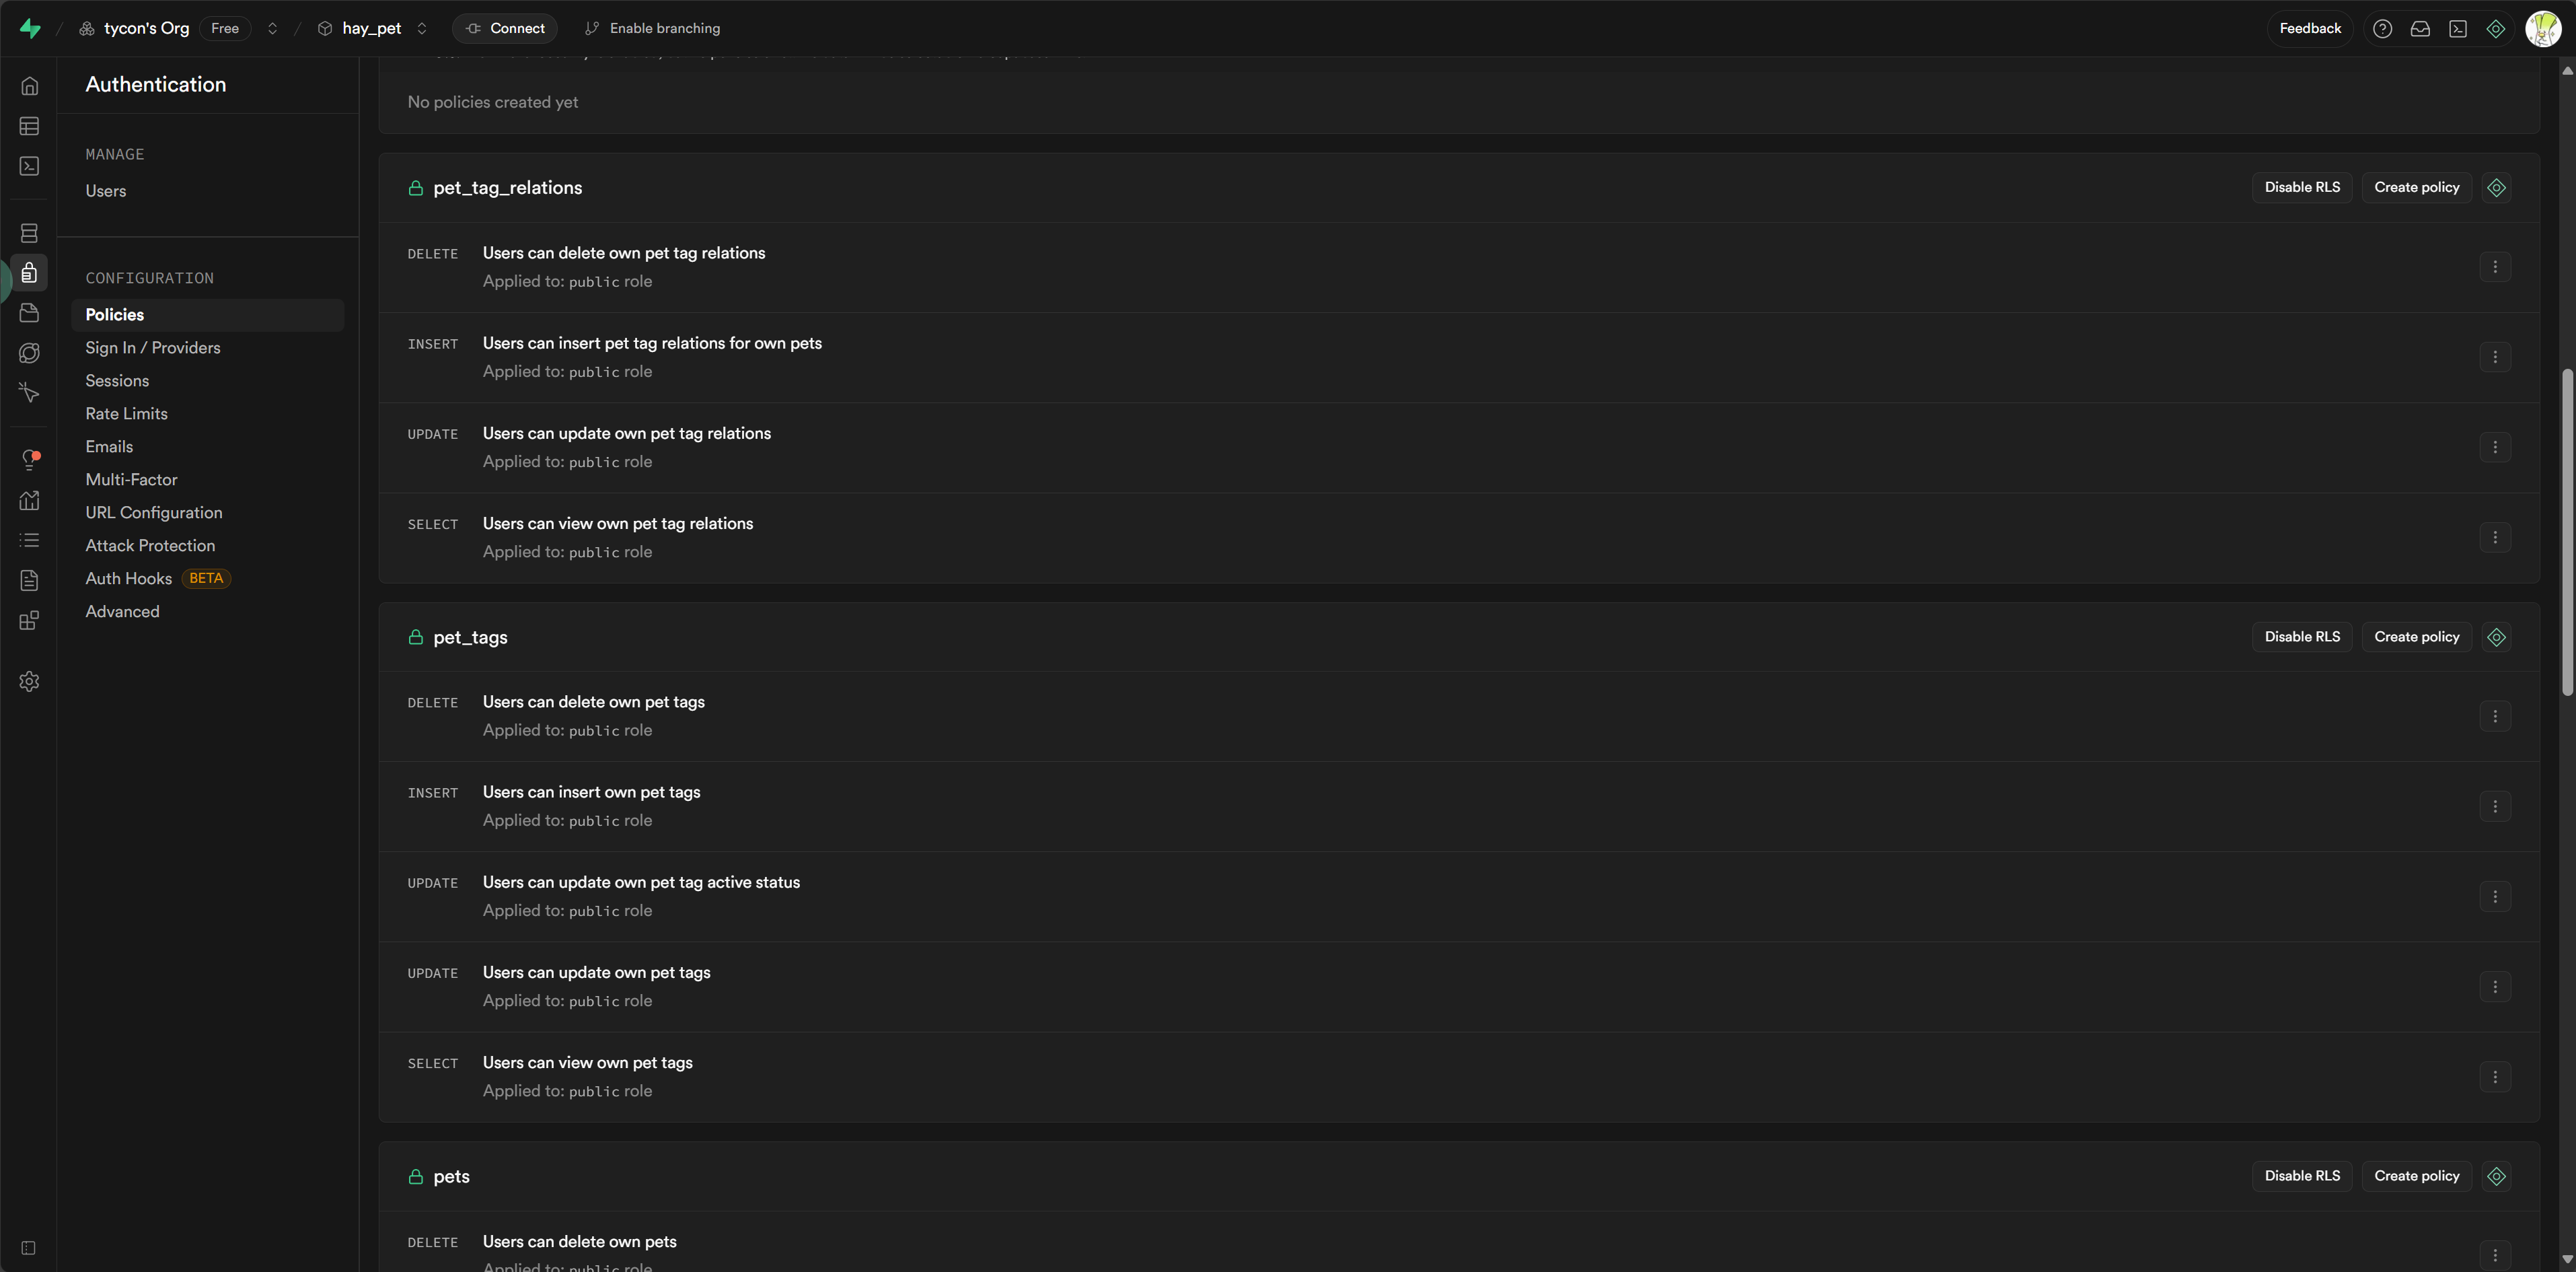 tycon's Org Free hay_pet Connect Enable branching Feedback
Authentication
MANAGE
Users
CONFIGURATION
Policies
Sign In / Providers
Sessions
Rate Limits
Emails
Multi-Factor
URL Configuration
Attack Protection
Auth Hooks BETA
Advanced
No policies created yet
pet_tag_relations Disable RLS Create policy
DELETE Users can delete own pet tag relations
Applied to: public role
INSERT Users can insert pet tag relations for own pets
Applied to: public role
UPDATE Users can update own pet tag relations
Applied to: public role
SELECT Users can view own pet tag relations
Applied to: public role
pet_tags Disable RLS Create policy
DELETE Users can delete own pet tags
Applied to: public role
INSERT Users can insert own pet tags
Applied to: public role
UPDATE Users can update own pet tag active status
Applied to: public role
UPDATE Users can update own pet tags
Applied to: public role
SELECT Users can view own pet tags
Applied to: public role
pets Disable RLS Create policy
DELETE Users can delete own pets
Applied to: public role